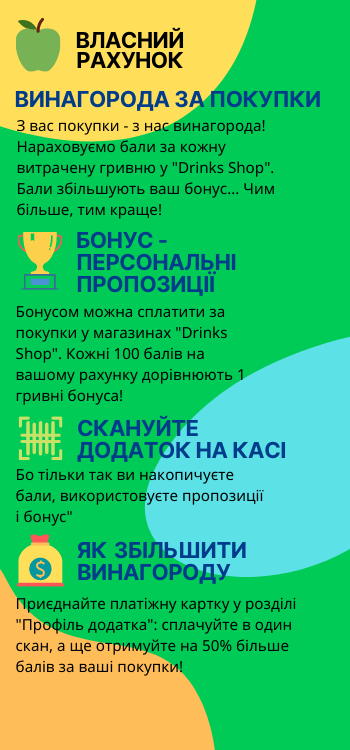 ВЛАСНИЙ
РАХУНОК
ВИНАГОРОДА ЗА ПОКУПКИ
З вас покупки - з нас винагорода!
Нараховуємо бали за кожну
витрачену гривню у "Drinks Shop".
Бали збільшують ваш бонус... Чим
більше, тим краще!
БОНУС -
ПЕРСОНАЛЬНІ
ПРОПОЗИЦІЇ
Бонусом можна сплатити за
покупки у магазинах "Drinks
Shop". Кожні 100 балів на
вашому рахунку дорівнюють 1
гривні бонуса!
СКАНУЙТЕ
ДОДАТОК НА КАСІ
Бо тільки так ви накопичуєте
бали, використовуєте пропозиції
і бонус"
ЯК ЗБІЛЬШИТИ
ВИНАГОРОДУ
Приєднайте платіжну картку у розділі
"Профіль додатка": сплачуйте в один
скан, а ще отримуйте на 50% більше
балів за ваші покупки!